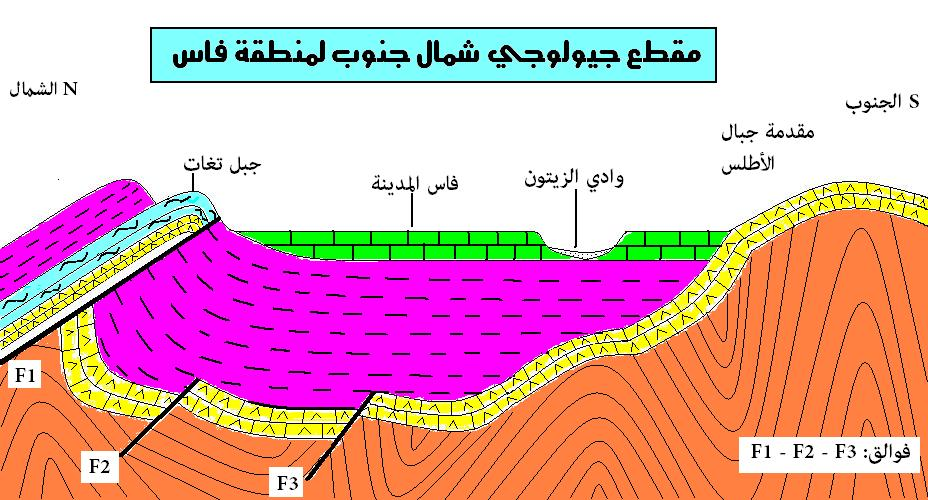 مقطع جيولوجي شمال جنوب لمنطقة فاس
الشمال N
S الجنوب
مقدمة جبال
الأطلس
جبل تغات
فاس المدينة
وادي الزيتون
F1
F2
F3
فوالق: F1 - F2 - F3